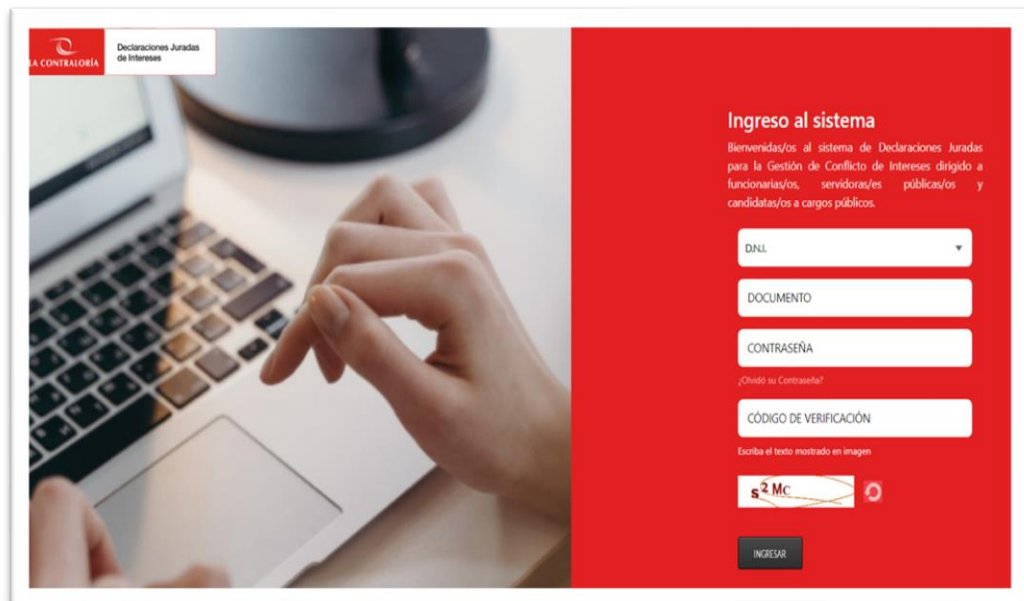 LA CONTRALORÍA
Declaraciones Juradas
de Intereses
Ingreso al sistema
Bienvenidas/os al sistema de Declaraciones Juradas
para la Gestión de Conflicto de Intereses dirigido a
funcionarias/os, servidoras/es públicas/os y
candidatas/os a cargos públicos.
D.N.I.
DOCUMENTO
CONTRASEÑA
¿Olvidó su Contraseña?
CÓDIGO DE VERIFICACIÓN
Escriba el texto mostrado en imagen
s2Mc
INGRESAR